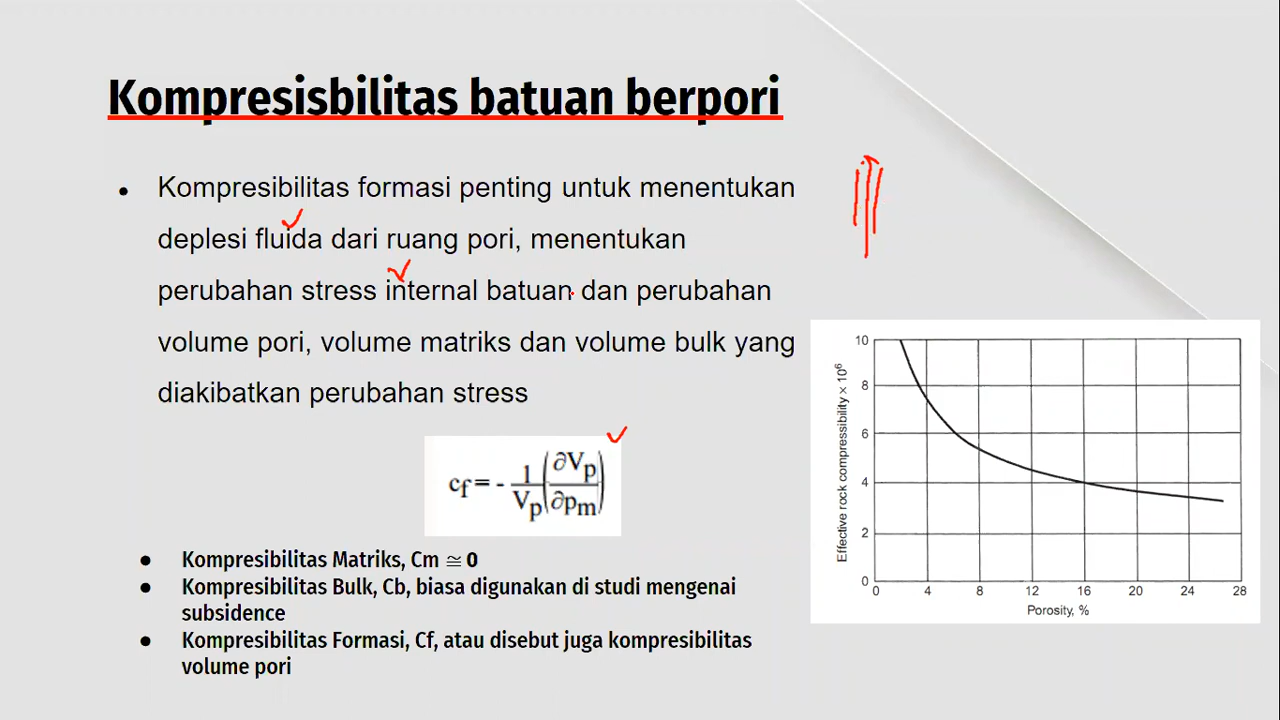 Kompresisbilitas batuan berpori
• Kompresibilitas formasi penting untuk menentukan
deplesi fluida dari ruang pori, menentukan
perubahan stress internal batuan dan perubahan
volume pori, volume matriks dan volume bulk yang
diakibatkan perubahan stress
cf = - 1/Vp (∂Vp/∂pm)
• Kompresibilitas Matriks, Cm ≅ 0
• Kompresibilitas Bulk, Cb, biasa digunakan di studi mengenai
subsidence
• Kompresibilitas Formasi, Cf, atau disebut juga kompresibilitas
volume pori
Effective rock compressibility × 10⁶
10
8
6
4
2
0
0 4 8 12 16 20 24 28
Porosity, %